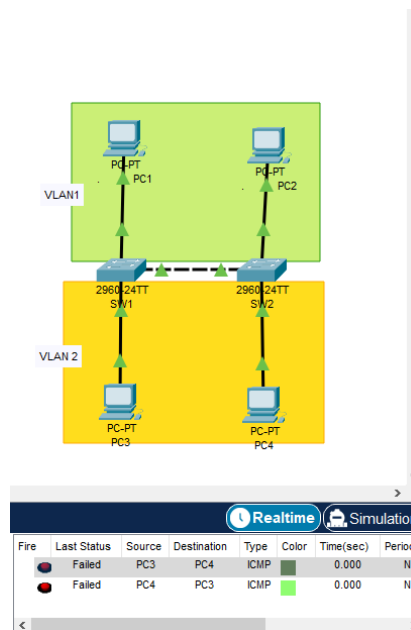 PC-PT
PC1
PC-PT
PC2
VLAN1
2960-24TT
SW1
2960-24TT
SW2
VLAN 2
PC-PT
PC3
PC-PT
PC4
Realtime
Simulation
Fire Last Status Source Destination Type Color Time(sec) Period
Failed PC3 PC4 ICMP 0.000 N
Failed PC4 PC3 ICMP 0.000 N